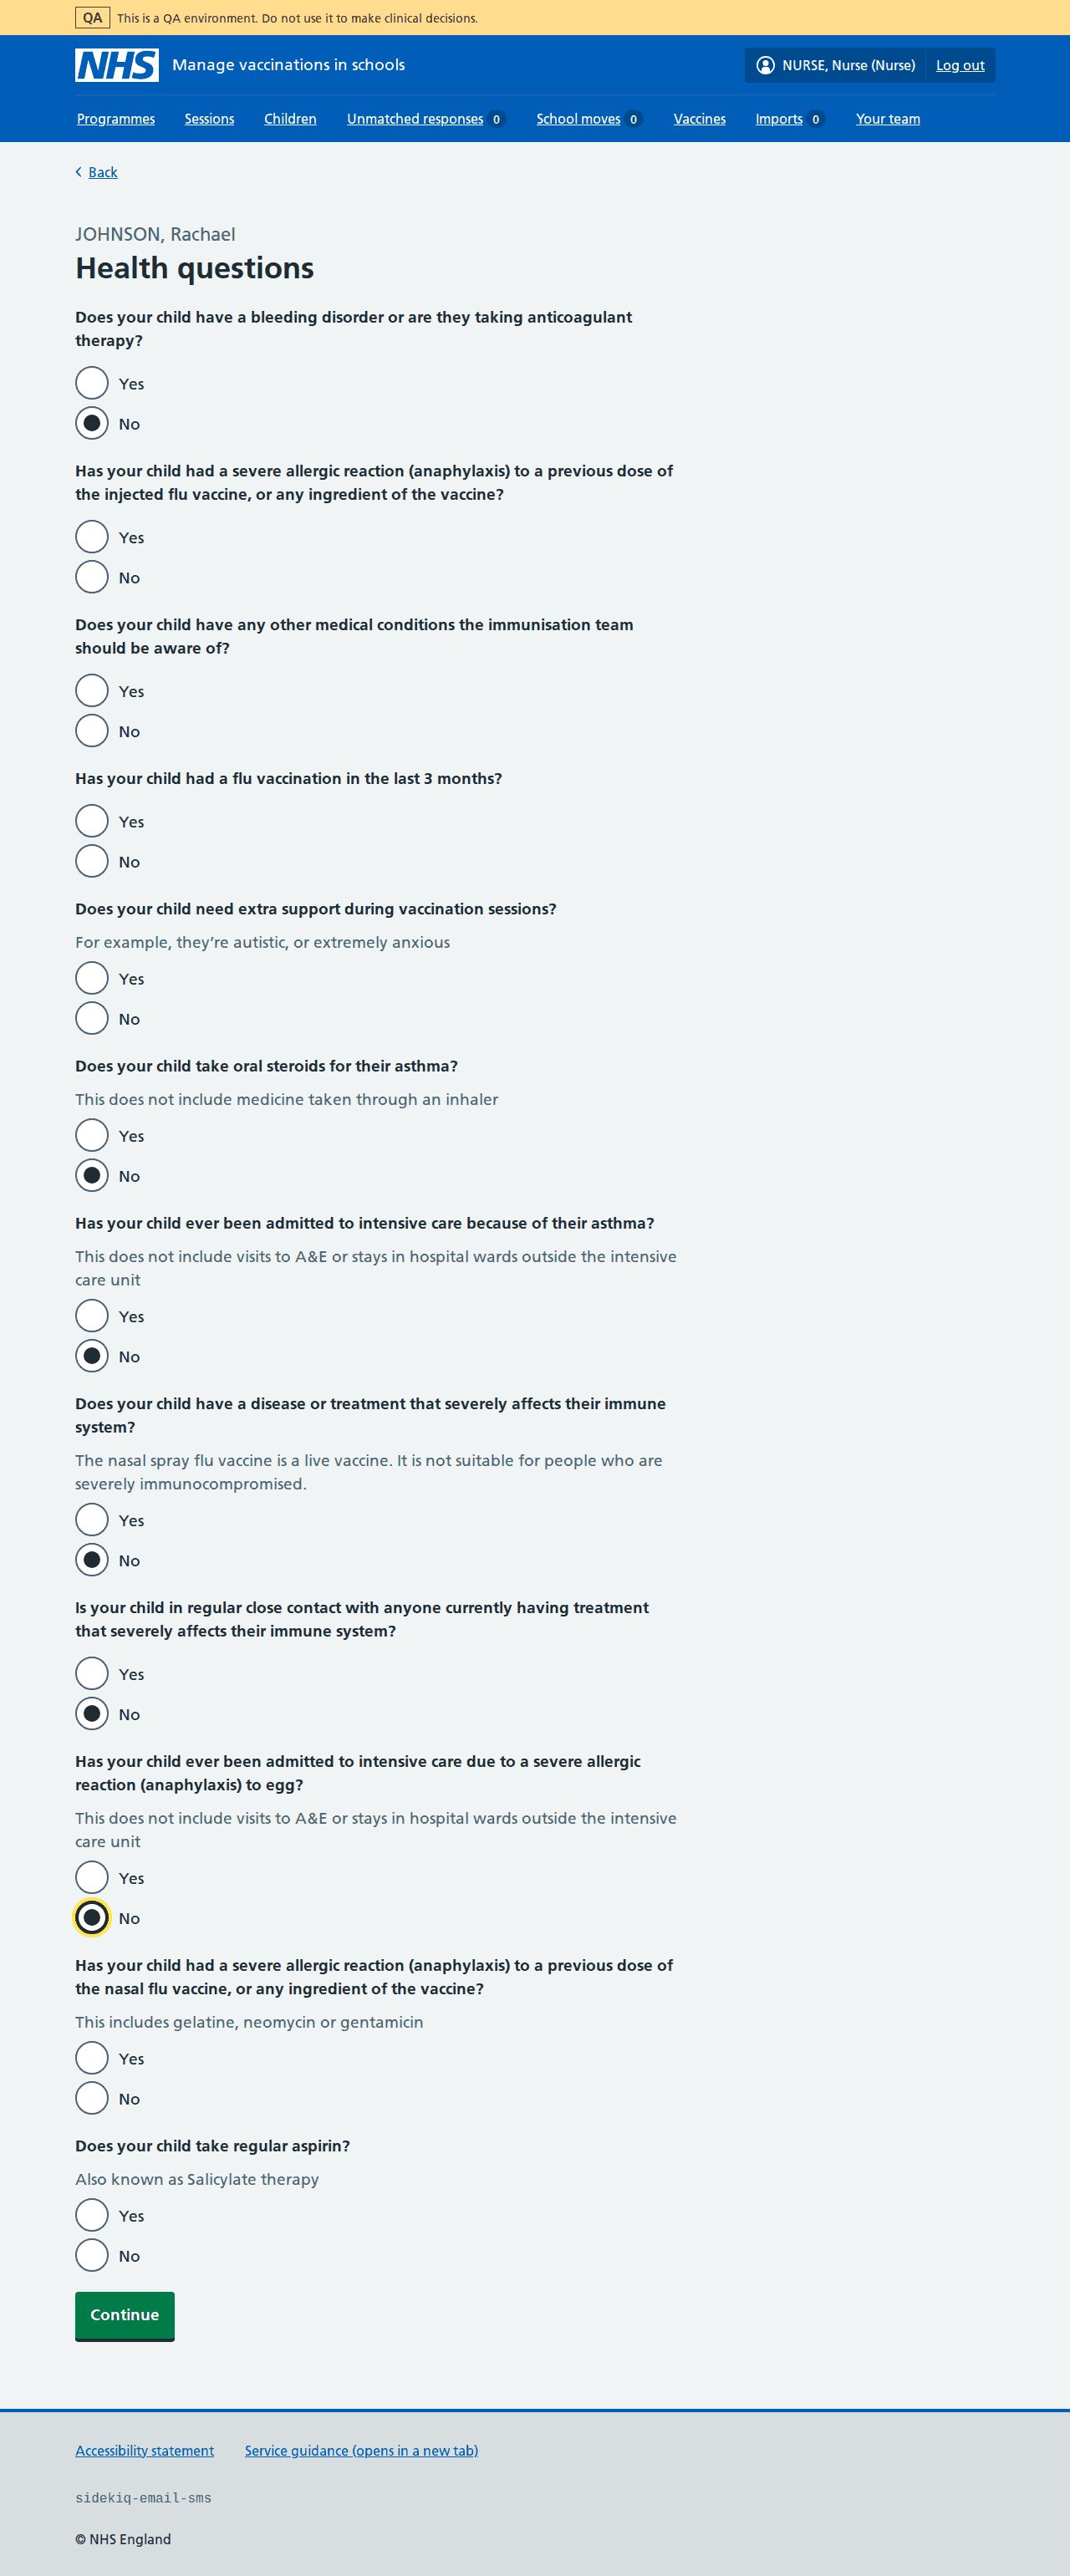 QA This is a QA environment. Do not use it to make clinical decisions.
NHS Manage vaccinations in schools NURSE, Nurse (Nurse) Log out
Programmes Sessions Children Unmatched responses 0 School moves 0 Vaccines Imports 0 Your team
Back
JOHNSON, Rachael
Health questions
Does your child have a bleeding disorder or are they taking anticoagulant
therapy?
Yes
No
Has your child had a severe allergic reaction (anaphylaxis) to a previous dose of
the injected flu vaccine, or any ingredient of the vaccine?
Yes
No
Does your child have any other medical conditions the immunisation team
should be aware of?
Yes
No
Has your child had a flu vaccination in the last 3 months?
Yes
No
Does your child need extra support during vaccination sessions?
For example, they’re autistic, or extremely anxious
Yes
No
Does your child take oral steroids for their asthma?
This does not include medicine taken through an inhaler
Yes
No
Has your child ever been admitted to intensive care because of their asthma?
This does not include visits to A&E or stays in hospital wards outside the intensive
care unit
Yes
No
Does your child have a disease or treatment that severely affects their immune
system?
The nasal spray flu vaccine is a live vaccine. It is not suitable for people who are
severely immunocompromised.
Yes
No
Is your child in regular close contact with anyone currently having treatment
that severely affects their immune system?
Yes
No
Has your child ever been admitted to intensive care due to a severe allergic
reaction (anaphylaxis) to egg?
This does not include visits to A&E or stays in hospital wards outside the intensive
care unit
Yes
No
Has your child had a severe allergic reaction (anaphylaxis) to a previous dose of
the nasal flu vaccine, or any ingredient of the vaccine?
This includes gelatine, neomycin or gentamicin
Yes
No
Does your child take regular aspirin?
Also known as Salicylate therapy
Yes
No
Continue
Accessibility statement Service guidance (opens in a new tab)
sidekiq-email-sms
© NHS England